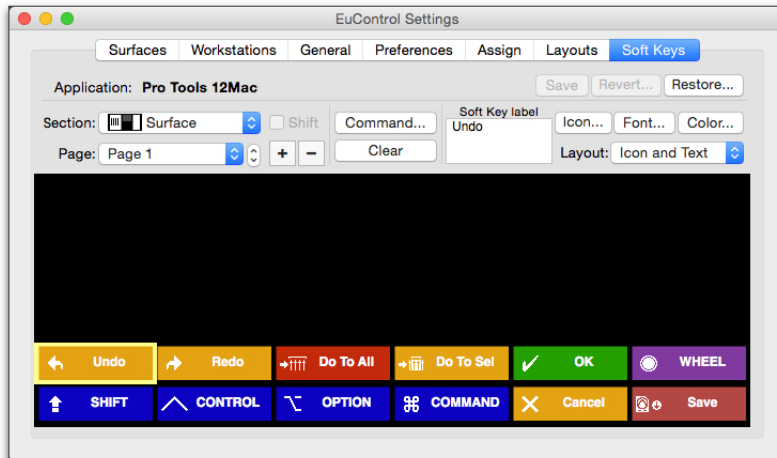 EuControl Settings
Surfaces Workstations General Preferences Assign Layouts Soft Keys
Application: Pro Tools 12Mac Save Revert... Restore...
Section: Surface Shift Command... Soft Key label Icon... Font... Color...
Undo
Page: Page 1 + − Clear Layout: Icon and Text
Undo Redo Do To All Do To Sel OK WHEEL
SHIFT CONTROL OPTION COMMAND Cancel Save